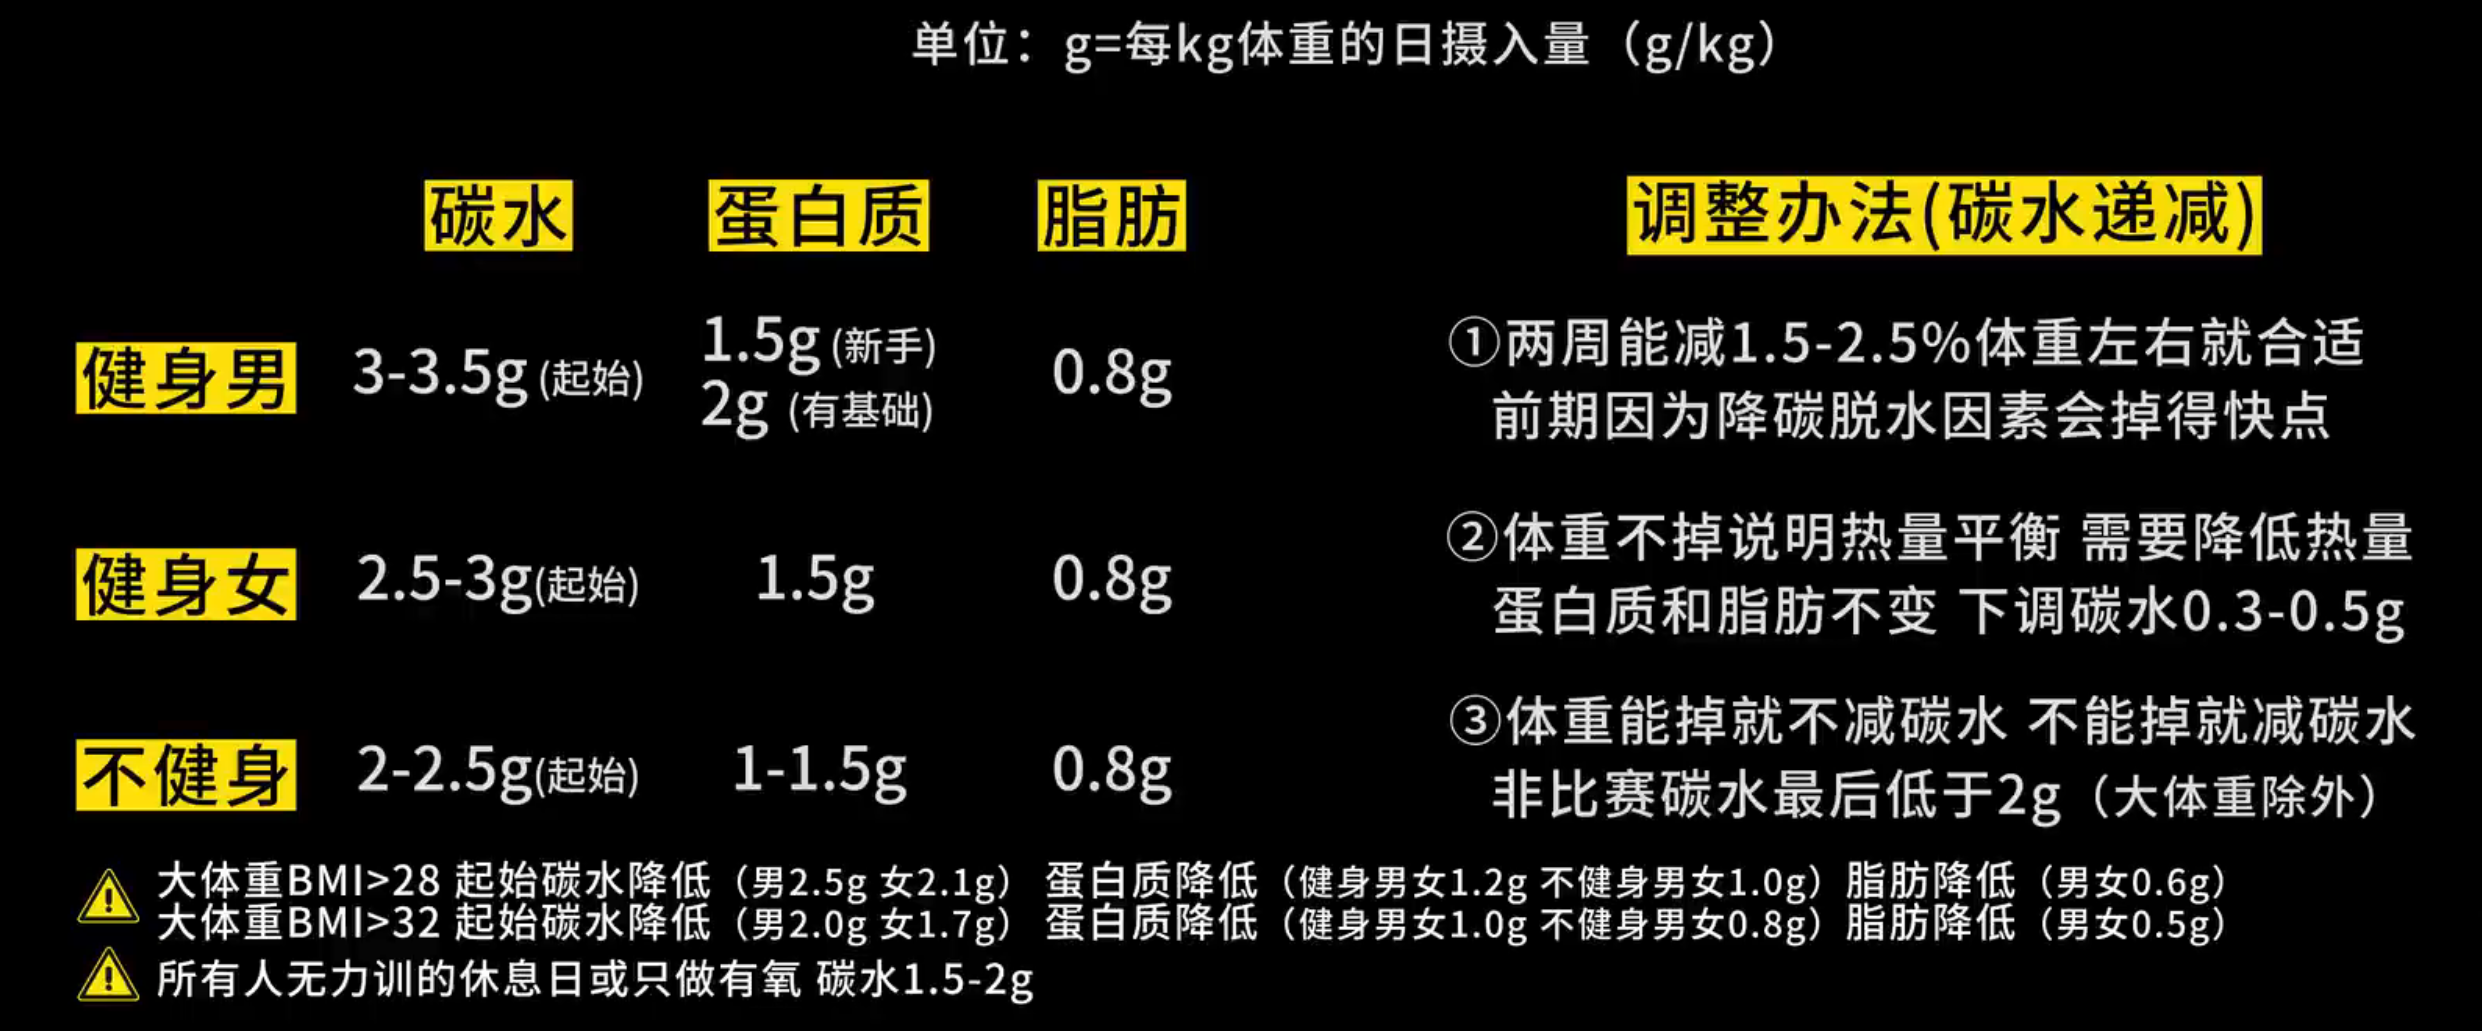 单位：g=每kg体重的日摄入量（g/kg）
碳水 蛋白质 脂肪 调整办法(碳水递减)
健身男 3-3.5g(起始) 1.5g(新手) 2g (有基础) 0.8g
①两周能减1.5-2.5%体重左右就合适
前期因为降碳脱水因素会掉得快点
健身女 2.5-3g(起始) 1.5g 0.8g
②体重不掉说明热量平衡 需要降低热量
蛋白质和脂肪不变 下调碳水0.3-0.5g
不健身 2-2.5g(起始) 1-1.5g 0.8g
③体重能掉就不减碳水 不能掉就减碳水
非比赛碳水最后低于2g（大体重除外）
大体重BMI>28 起始碳水降低（男2.5g 女2.1g） 蛋白质降低（健身男女1.2g 不健身男女1.0g）脂肪降低（男女0.6g）
大体重BMI>32 起始碳水降低（男2.0g 女1.7g） 蛋白质降低（健身男女1.0g 不健身男女0.8g）脂肪降低（男女0.5g）
所有人无力训的休息日或只做有氧 碳水1.5-2g